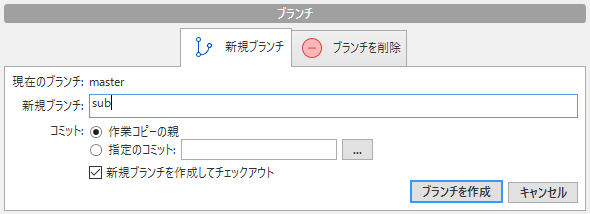 ブランチ
新規ブランチ ブランチを削除
現在のブランチ: master
新規ブランチ: sub
コミット: 作業コピーの親
指定のコミット: ...
新規ブランチを作成してチェックアウト
ブランチを作成 キャンセル